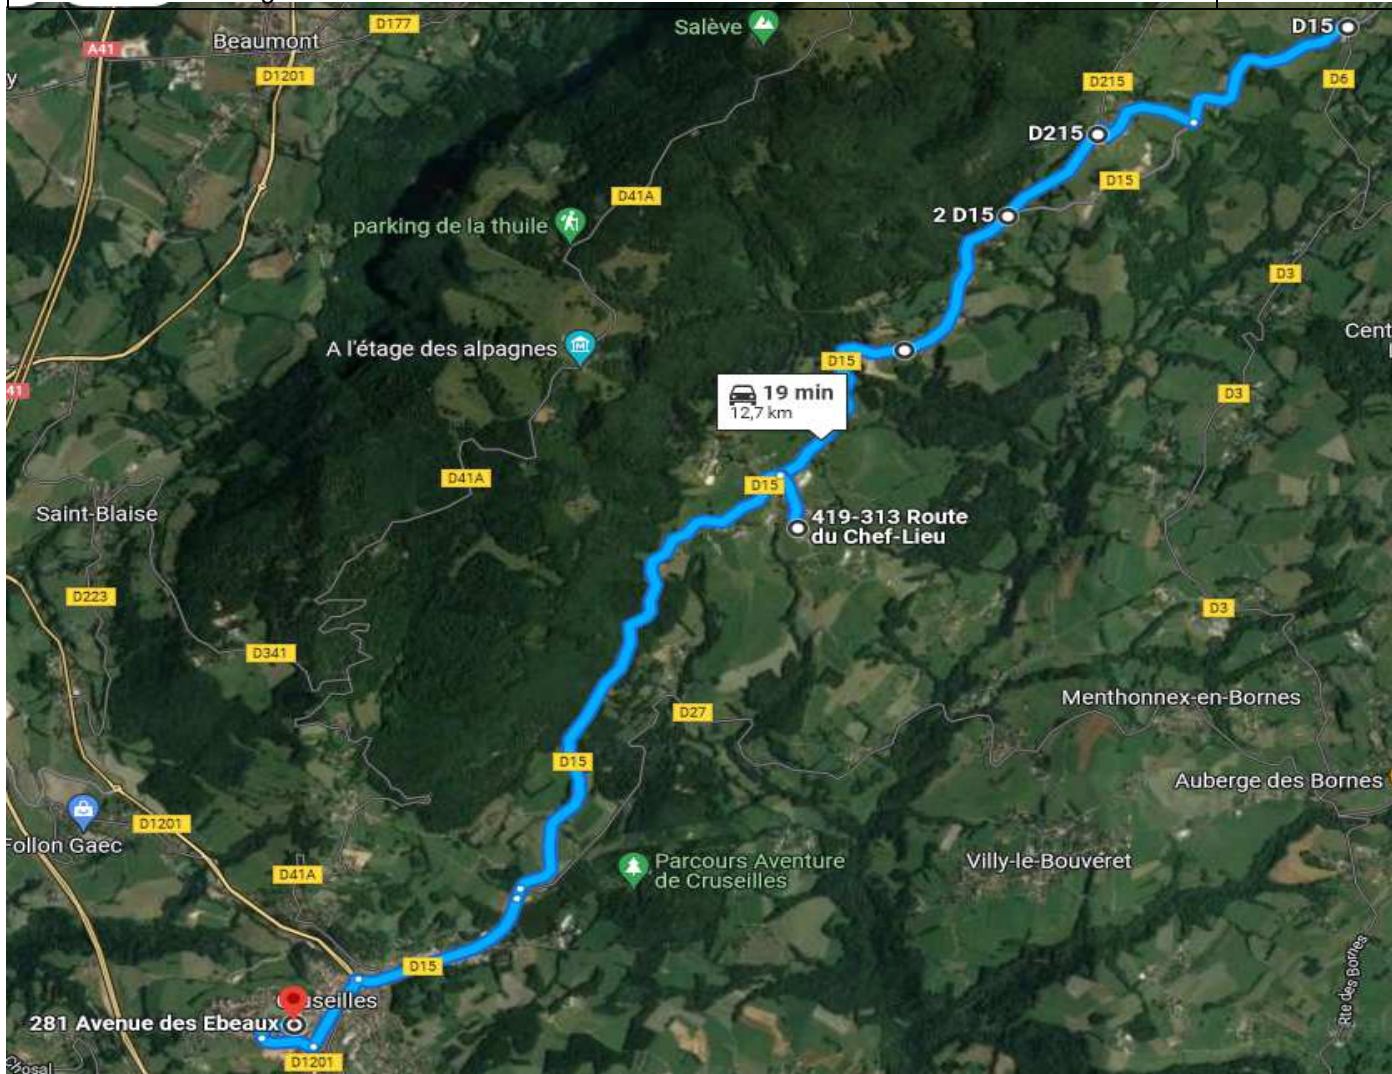 Salève
D177
D15
A41
Beaumont
D1201
D215
D6
y
D215
D15
D41A
2 D15
parking de la thuile
D3
A l'étage des alpagnes
Cent
D15
41
19 min
12,7 km
D3
D41A
D15
Saint-Blaise
419-313 Route
du Chef-Lieu
D223
D3
D341
Menthonnex-en-Bornes
D27
D15
Auberge des Bornes
D1201
Follon Gaec
Parcours Aventure
de Cruseilles
Villy-le-Bouveret
D41A
Rte des Bornes
D15
Cruseilles
281 Avenue des Ebeaux
D1201
Chosal